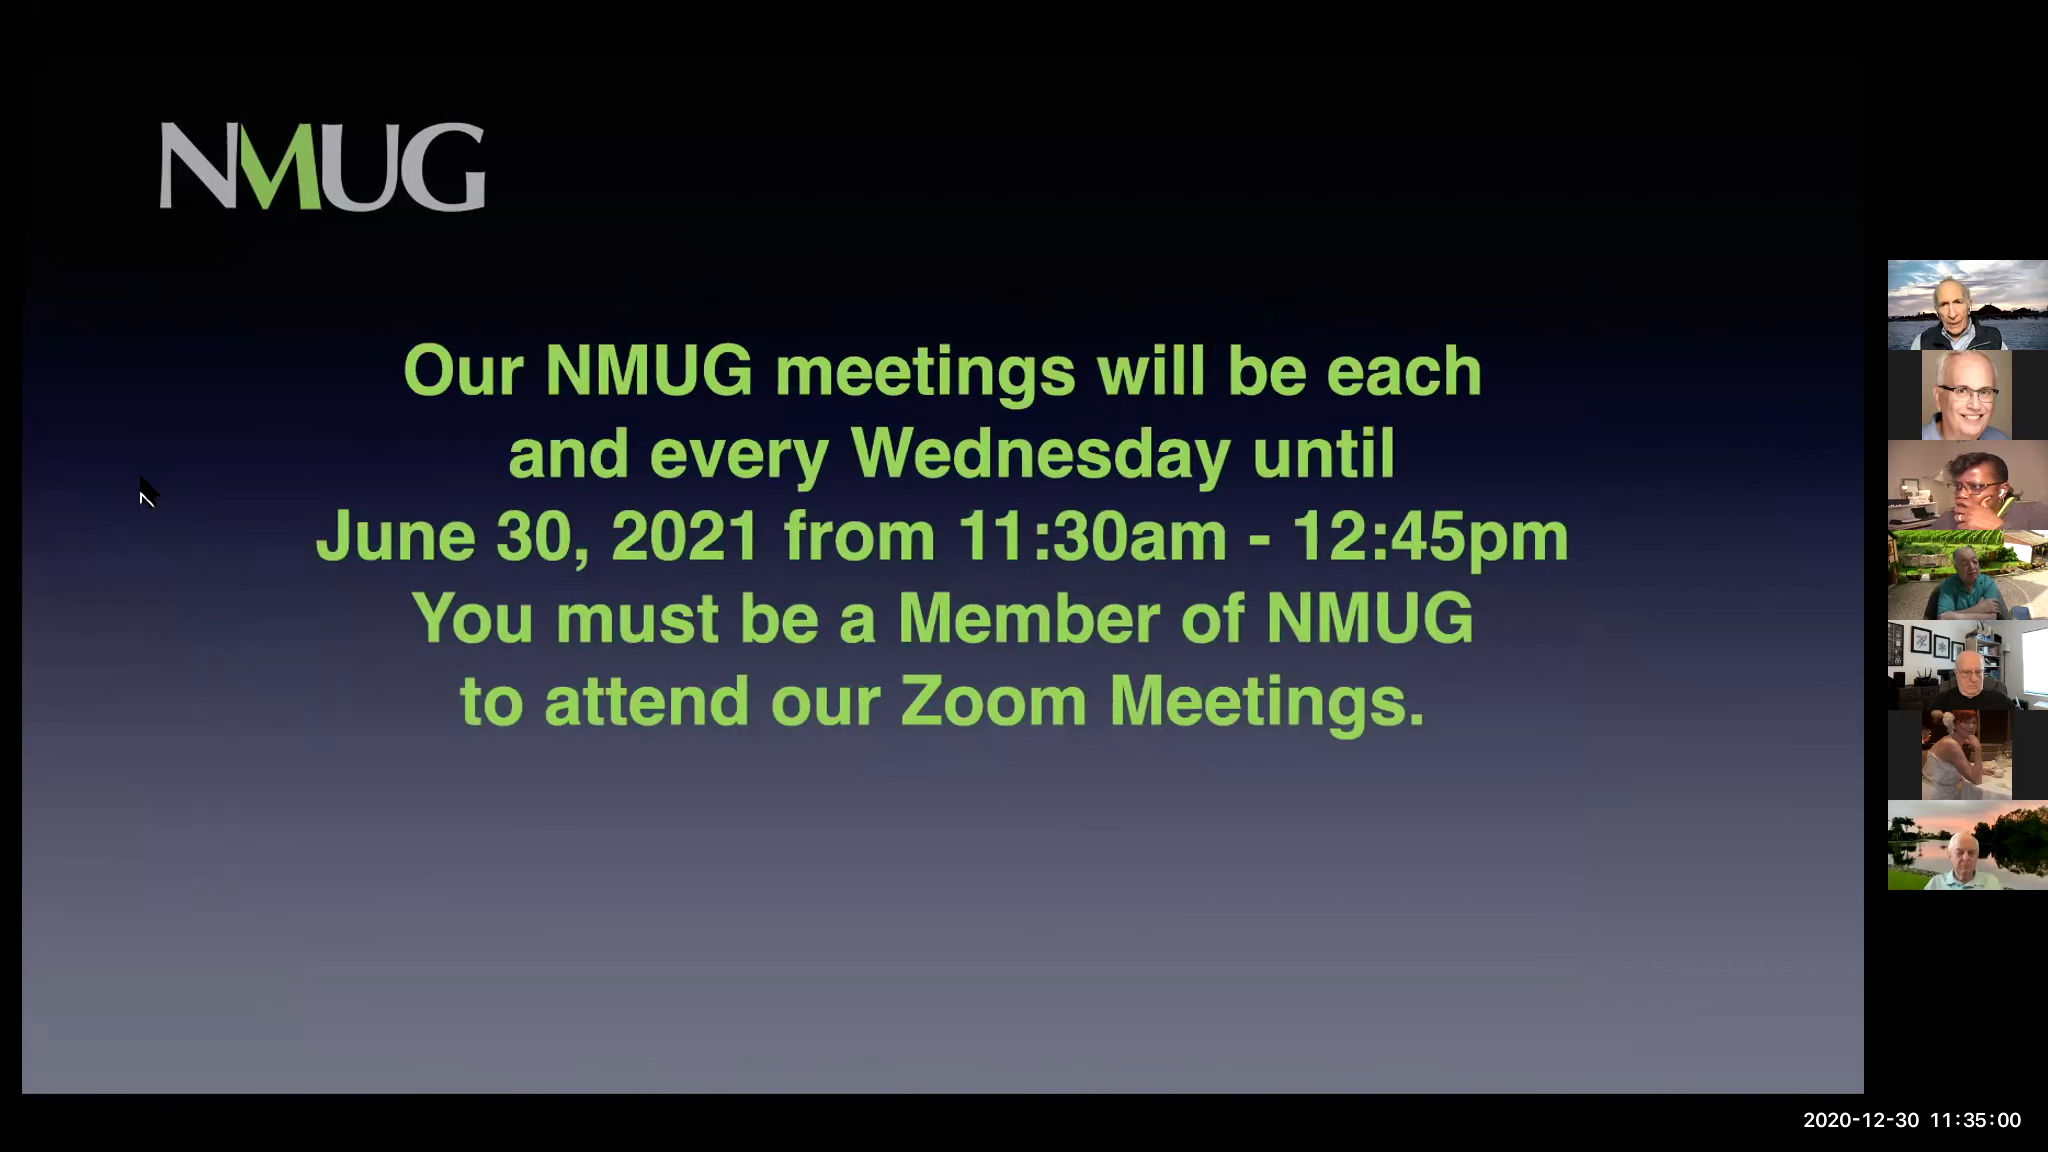 NMUG
Our NMUG meetings will be each
and every Wednesday until
June 30, 2021 from 11:30am - 12:45pm
You must be a Member of NMUG
to attend our Zoom Meetings.
2020-12-30 11:35:00